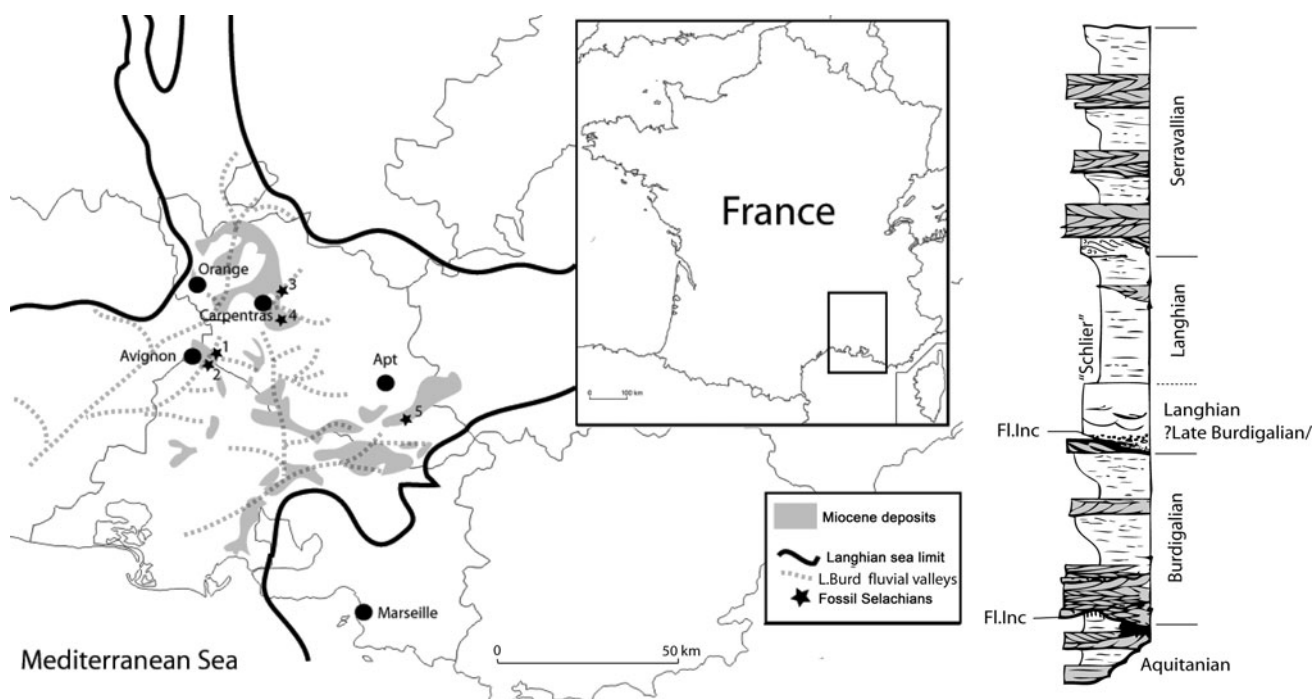 Orange
3
Carpentras
4
Avignon
1
2
Apt
5
Marseille
Mediterranean Sea
0 50 km
France
0 100 km
Miocene deposits
Langhian sea limit
L.Burd fluvial valleys
Fossil Selachians
Serravallian
Langhian
"Schlier"
Langhian
?Late Burdigalian/
Fl.Inc
Burdigalian
Fl.Inc
Aquitanian